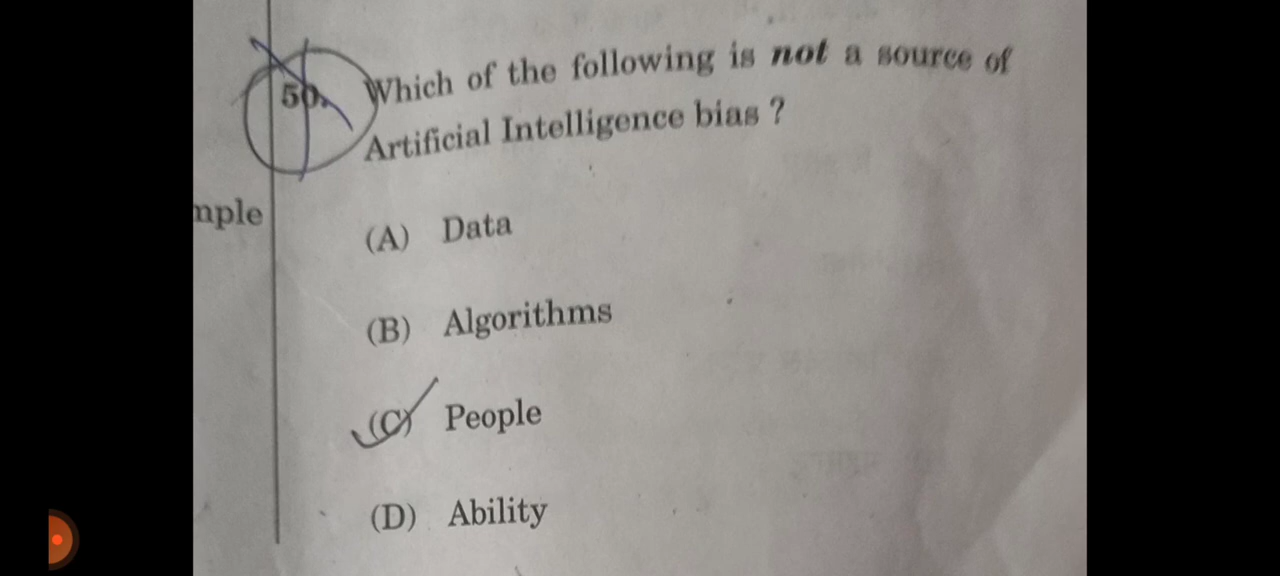 50. Which of the following is not a source of
Artificial Intelligence bias ?
mple
(A) Data
(B) Algorithms
(C) People
(D) Ability